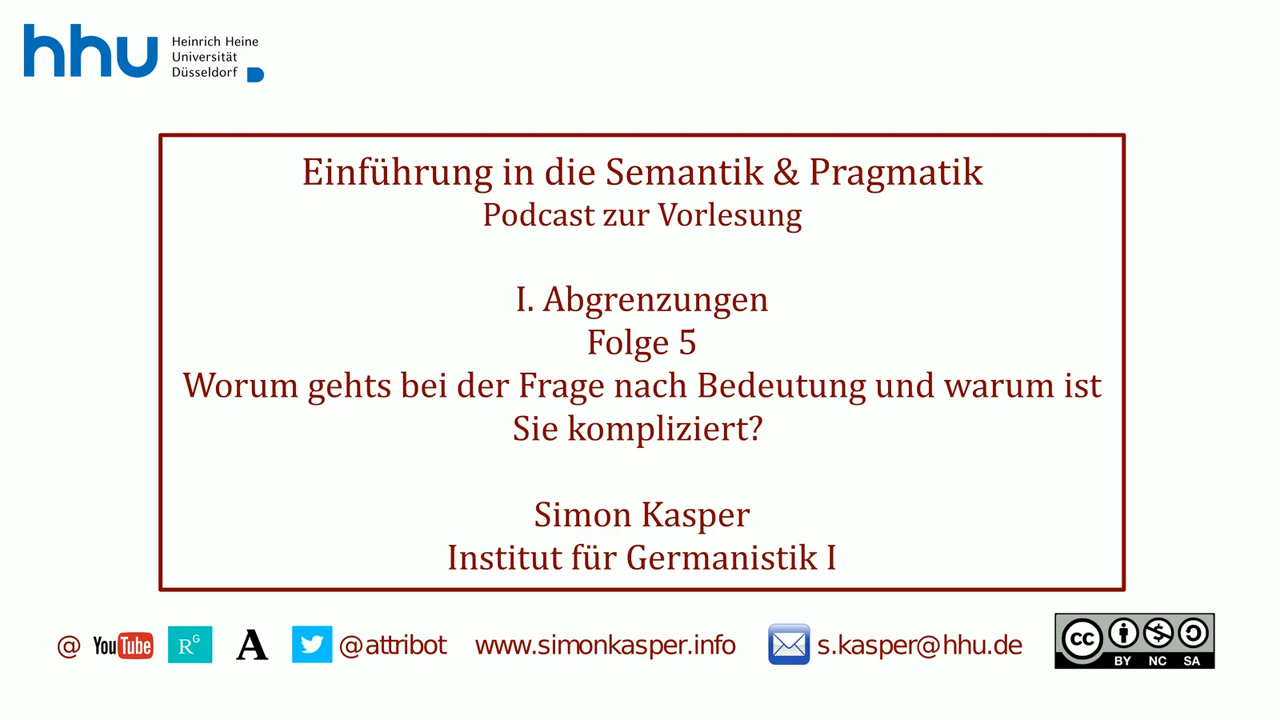 hhu Heinrich Heine
Universität
Düsseldorf
Einführung in die Semantik & Pragmatik
Podcast zur Vorlesung
I. Abgrenzungen
Folge 5
Worum gehts bei der Frage nach Bedeutung und warum ist
Sie kompliziert?
Simon Kasper
Institut für Germanistik I
@ YouTube RG A @attribot www.simonkasper.info s.kasper@hhu.de cc
BY NC SA